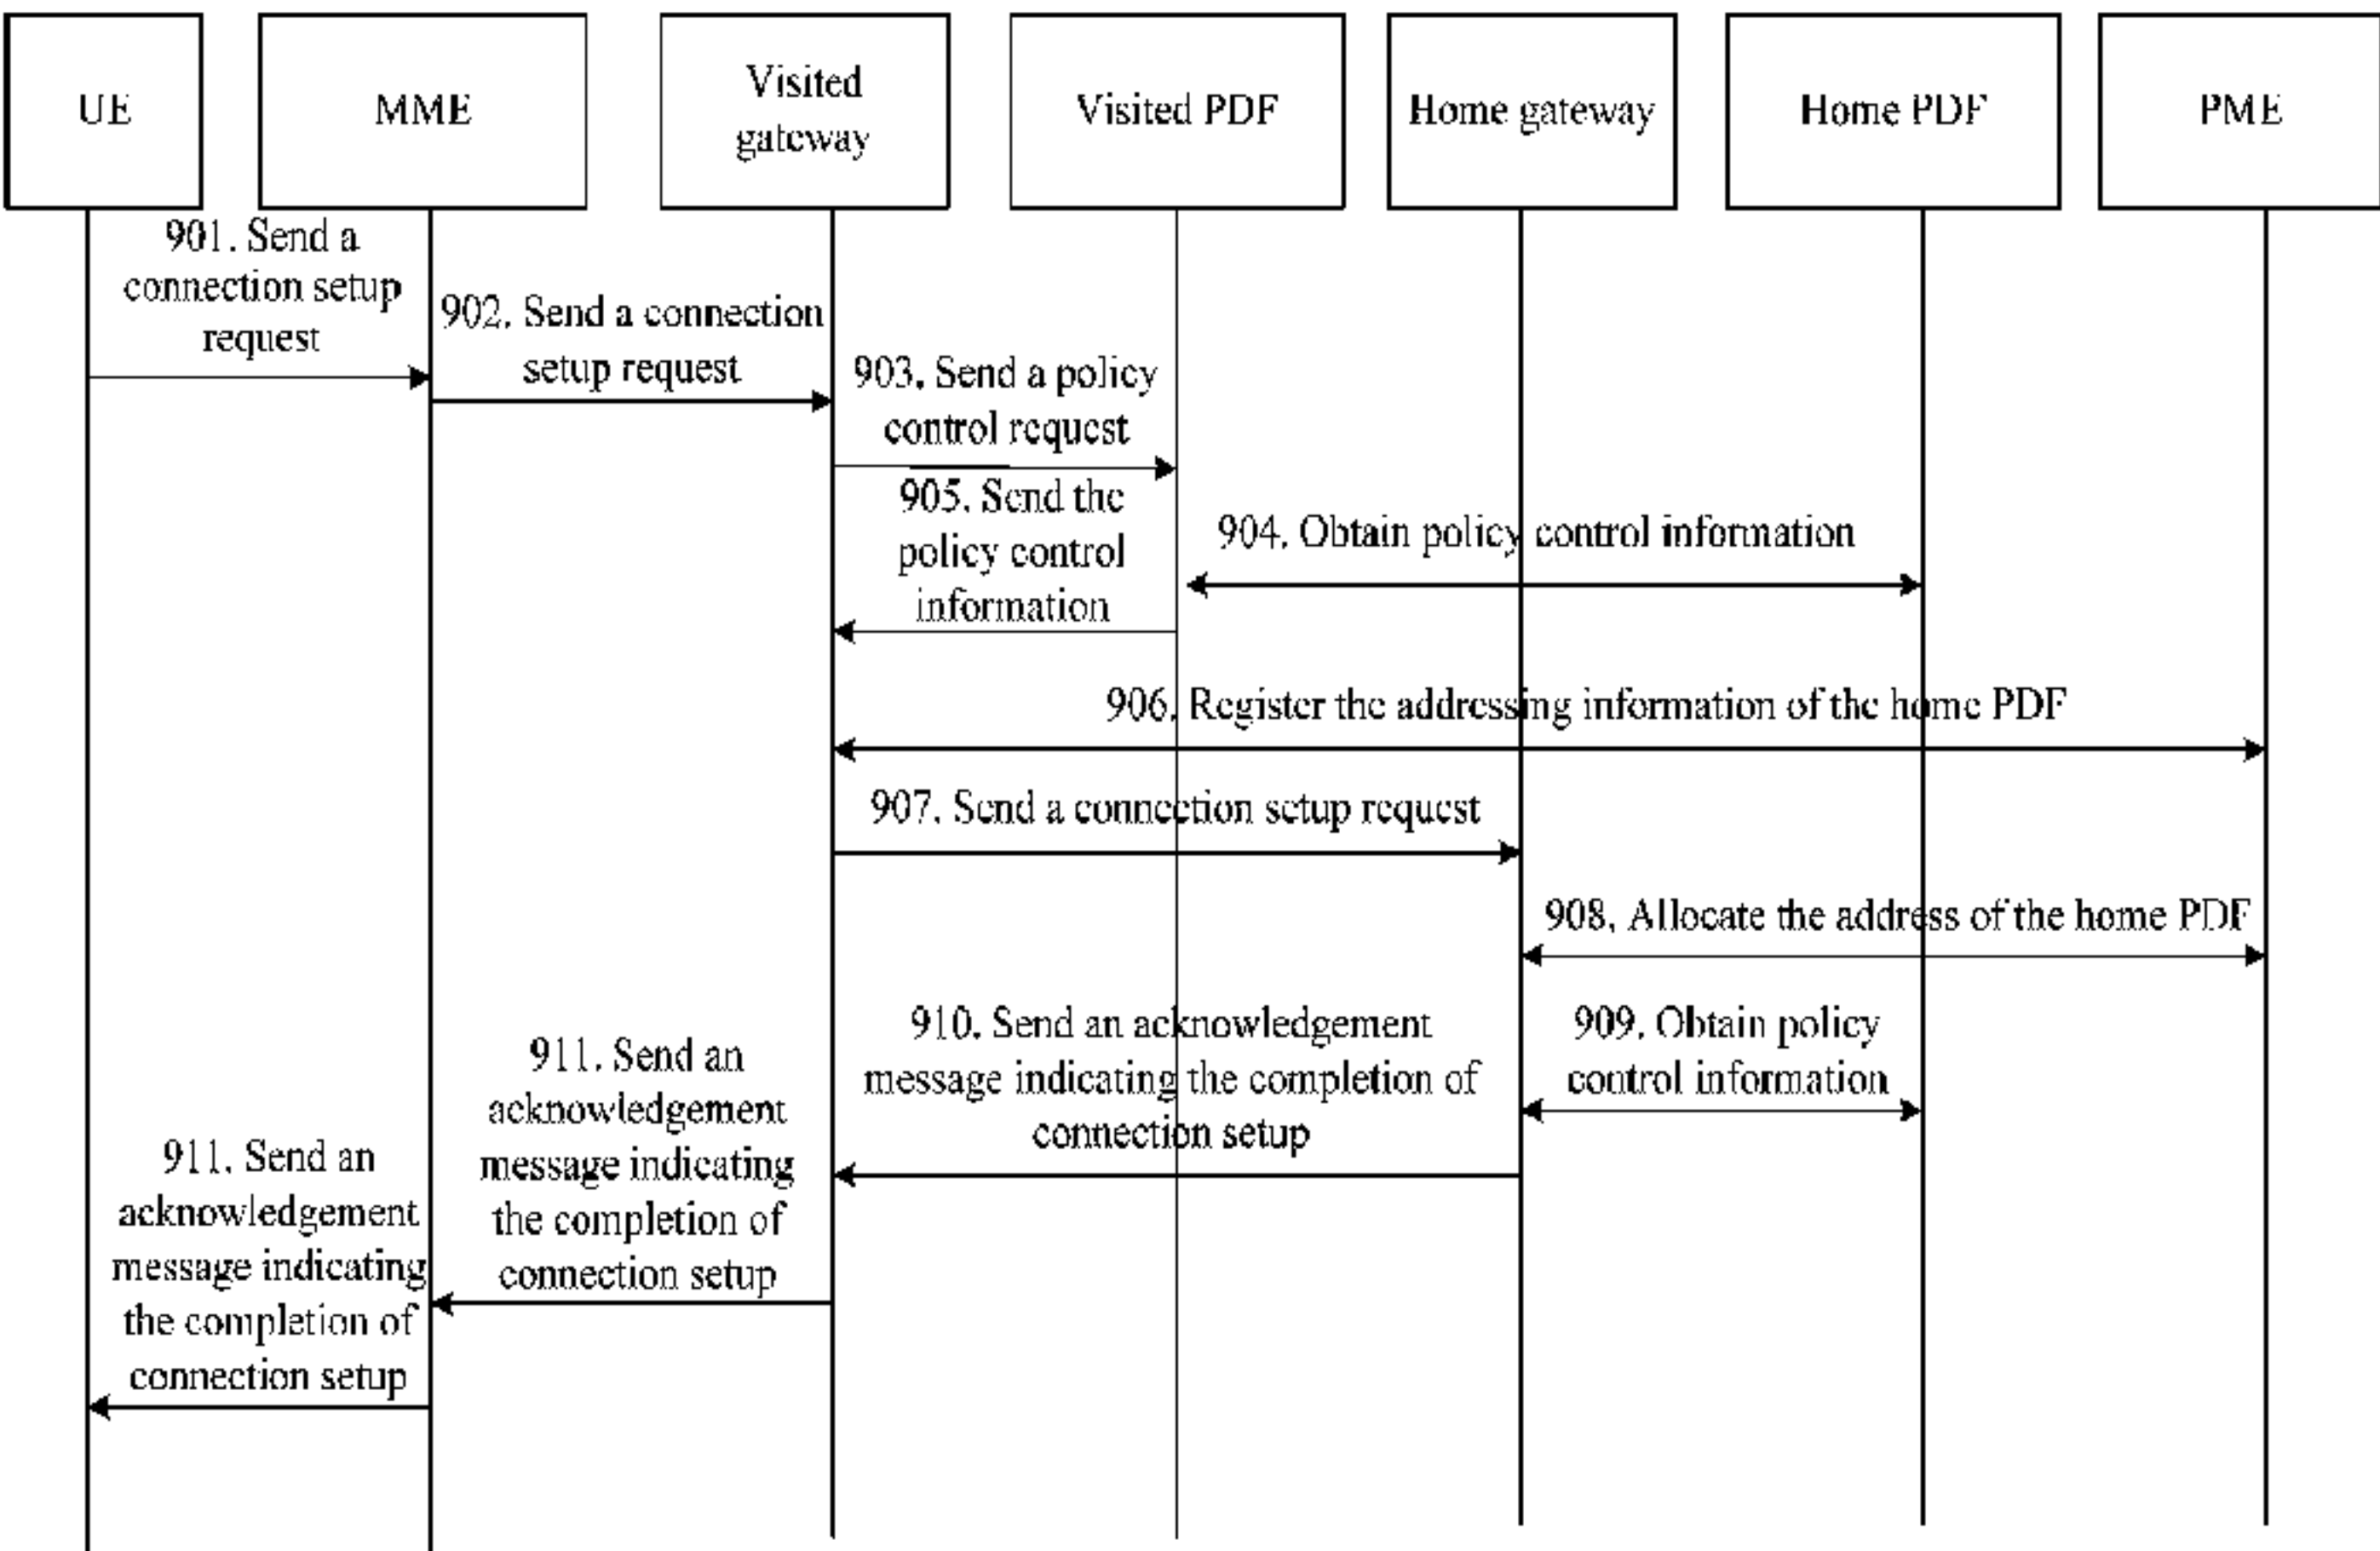 UE
MME
Visited
gateway
Visited PDF
Home gateway
Home PDF
PME
901. Send a
connection setup
request
902. Send a connection
setup request
903. Send a policy
control request
904. Obtain policy control information
905. Send the
policy control
information
906. Register the addressing information of the home PDF
907. Send a connection setup request
908. Allocate the address of the home PDF
909. Obtain policy
control information
910. Send an acknowledgement
message indicating the completion of
connection setup
911. Send an
acknowledgement
message indicating
the completion of
connection setup
911. Send an
acknowledgement
message indicating
the completion of
connection setup